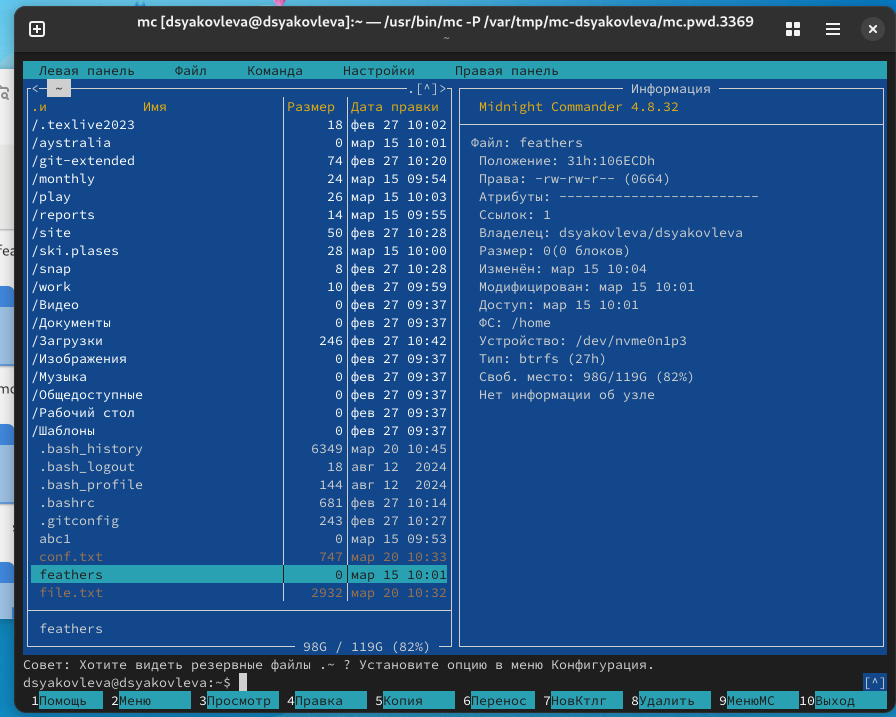 mc [dsyakovleva@dsyakovleva]:~ — /usr/bin/mc -P /var/tmp/mc-dsyakovleva/mc.pwd.3369
~
Левая панель Файл Команда Настройки Правая панель
<─ ~ .[^]>
.и Имя Размер Дата правки
/.texlive2023 18 фев 27 10:02
/aystralia 0 мар 15 10:01
/git-extended 74 фев 27 10:20
/monthly 24 мар 15 09:54
/play 26 мар 15 10:03
/reports 14 мар 15 09:55
/site 50 фев 27 10:28
/ski.plases 28 мар 15 10:00
/snap 8 фев 27 10:28
/work 10 фев 27 09:59
/Видео 0 фев 27 09:37
/Документы 0 фев 27 09:37
/Загрузки 246 фев 27 10:42
/Изображения 0 фев 27 09:37
/Музыка 0 фев 27 09:37
/Общедоступные 0 фев 27 09:37
/Рабочий стол 0 фев 27 09:37
/Шаблоны 0 фев 27 09:37
.bash_history 6349 мар 20 10:45
.bash_logout 18 авг 12 2024
.bash_profile 144 авг 12 2024
.bashrc 681 фев 27 10:14
.gitconfig 243 фев 27 10:27
abc1 0 мар 15 09:53
conf.txt 747 мар 20 10:33
feathers 0 мар 15 10:01
file.txt 2932 мар 20 10:32
feathers
98G / 119G (82%)
Информация
Midnight Commander 4.8.32
Файл: feathers
Положение: 31h:106ECDh
Права: -rw-rw-r-- (0664)
Атрибуты: -------------------------
Ссылок: 1
Владелец: dsyakovleva/dsyakovleva
Размер: 0(0 блоков)
Изменён: мар 15 10:04
Модифицирован: мар 15 10:01
Доступ: мар 15 10:01
ФС: /home
Устройство: /dev/nvme0n1p3
Тип: btrfs (27h)
Своб. место: 98G/119G (82%)
Нет информации об узле
Совет: Хотите видеть резервные файлы .~ ? Установите опцию в меню Конфигурация.
dsyakovleva@dsyakovleva:~$ [^]
1Помощь 2Меню 3Просмотр 4Правка 5Копия 6Перенос 7НовКтлг 8Удалить 9МенюМС 10Выход